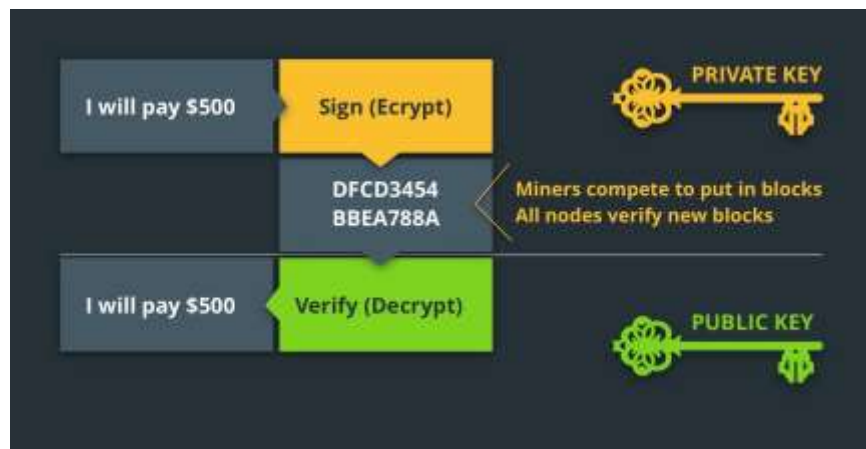 I will pay $500
Sign (Ecrypt)
PRIVATE KEY
DFCD3454
BBEA788A
Miners compete to put in blocks
All nodes verify new blocks
I will pay $500
Verify (Decrypt)
PUBLIC KEY